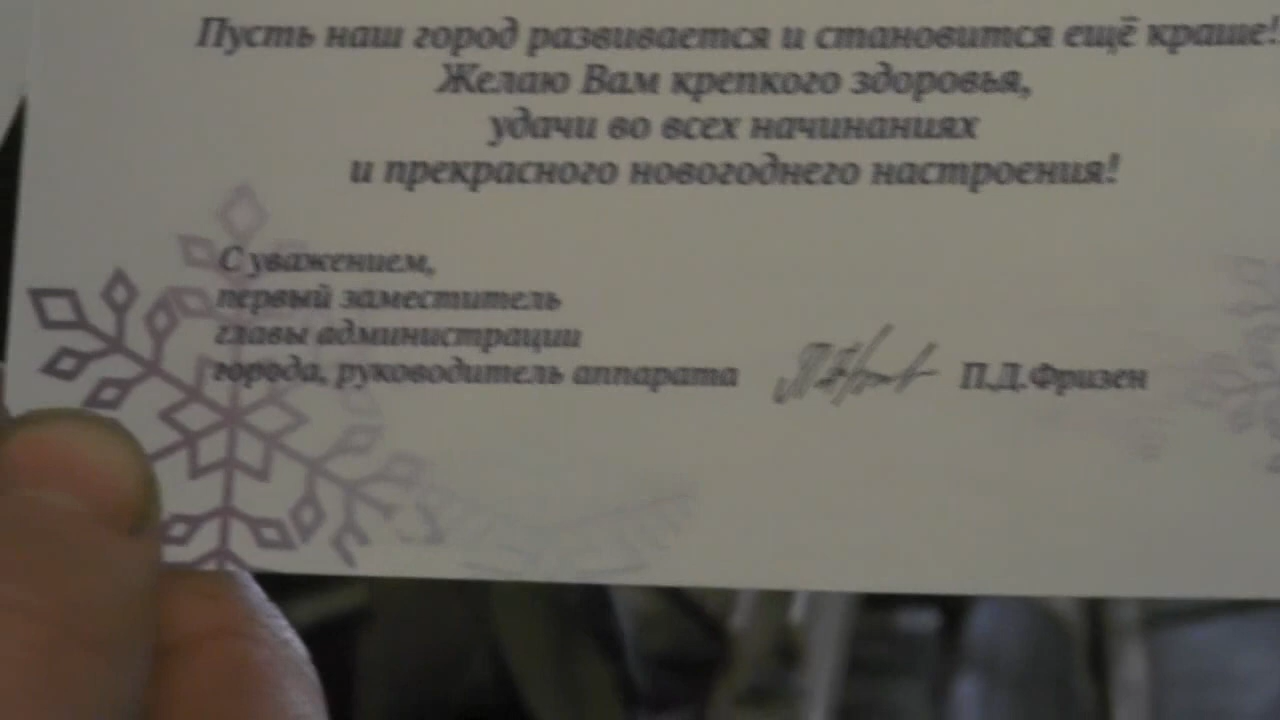 Пусть наш город развивается и становится ещё краше!
Желаю Вам крепкого здоровья,
удачи во всех начинаниях
и прекрасного новогоднего настроения!
С уважением,
первый заместитель
главы администрации
города, руководитель аппарата П.Д.Фризен